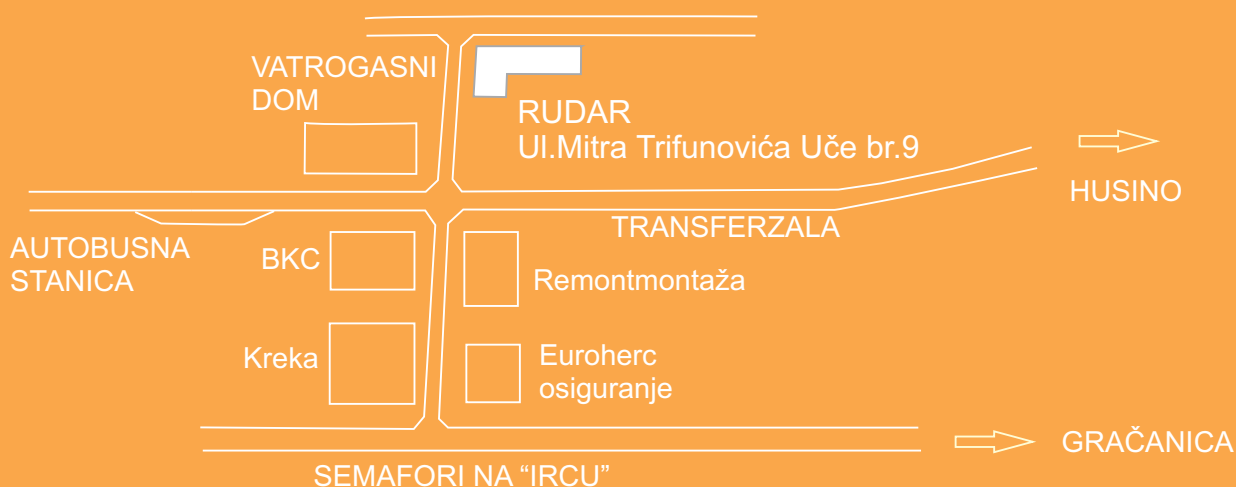 VATROGASNI
DOM
RUDAR
Ul.Mitra Trifunovića Uče br.9
HUSINO
TRANSFERZALA
AUTOBUSNA
STANICA
BKC
Remontmontaža
Kreka
Euroherc
osiguranje
GRAČANICA
SEMAFORI NA “IRCU”